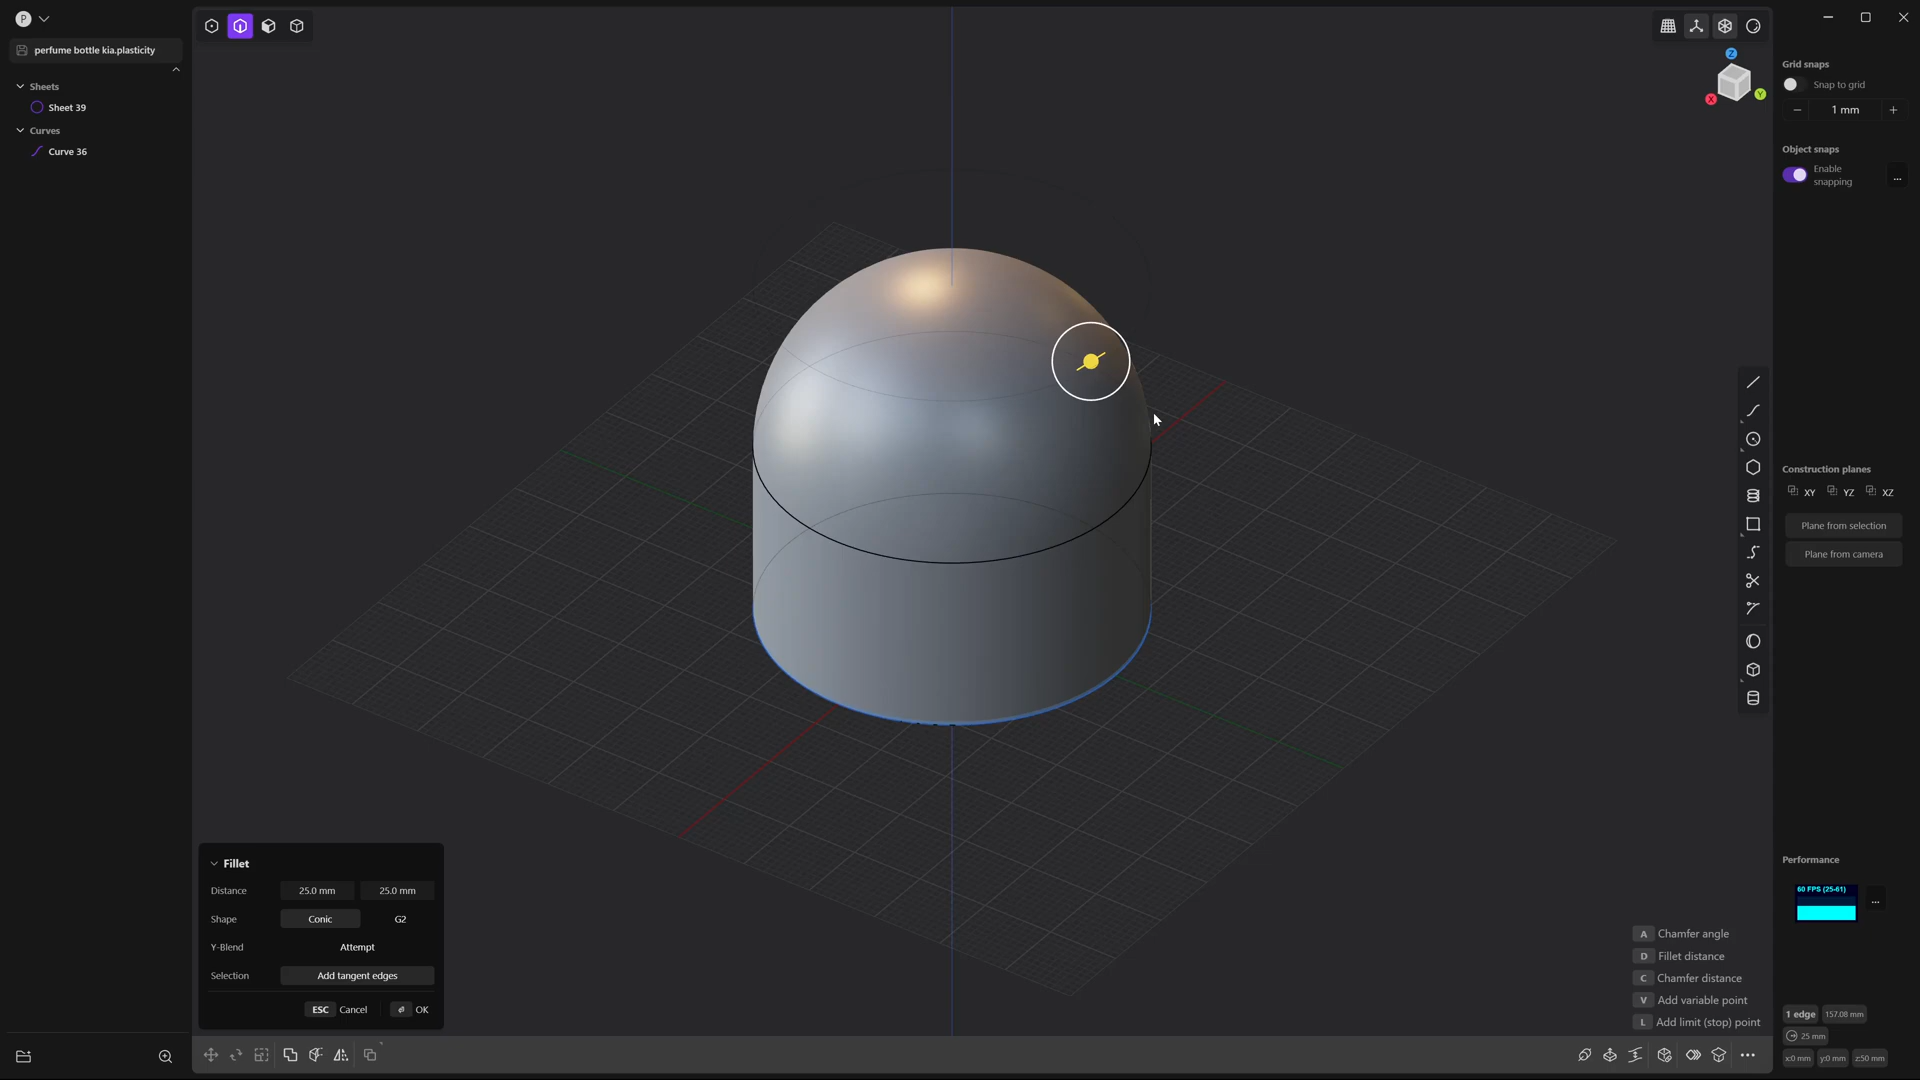 P
perfume bottle kia.plasticity
Sheets
Sheet 39
Curves
Curve 36
Z
X
Y
Grid snaps
Snap to grid
1 mm
Object snaps
Enable
snapping
...
Construction planes
XY YZ XZ
Plane from selection
Plane from camera
Performance
60 FPS (25-61)
...
Fillet
Distance 25.0 mm 25.0 mm
Shape Conic G2
Y-Blend Attempt
Selection Add tangent edges
ESC Cancel OK
A Chamfer angle
D Fillet distance
C Chamfer distance
V Add variable point
L Add limit (stop) point
1 edge 157.08 mm
25 mm
x:0 mm y:0 mm z:50 mm